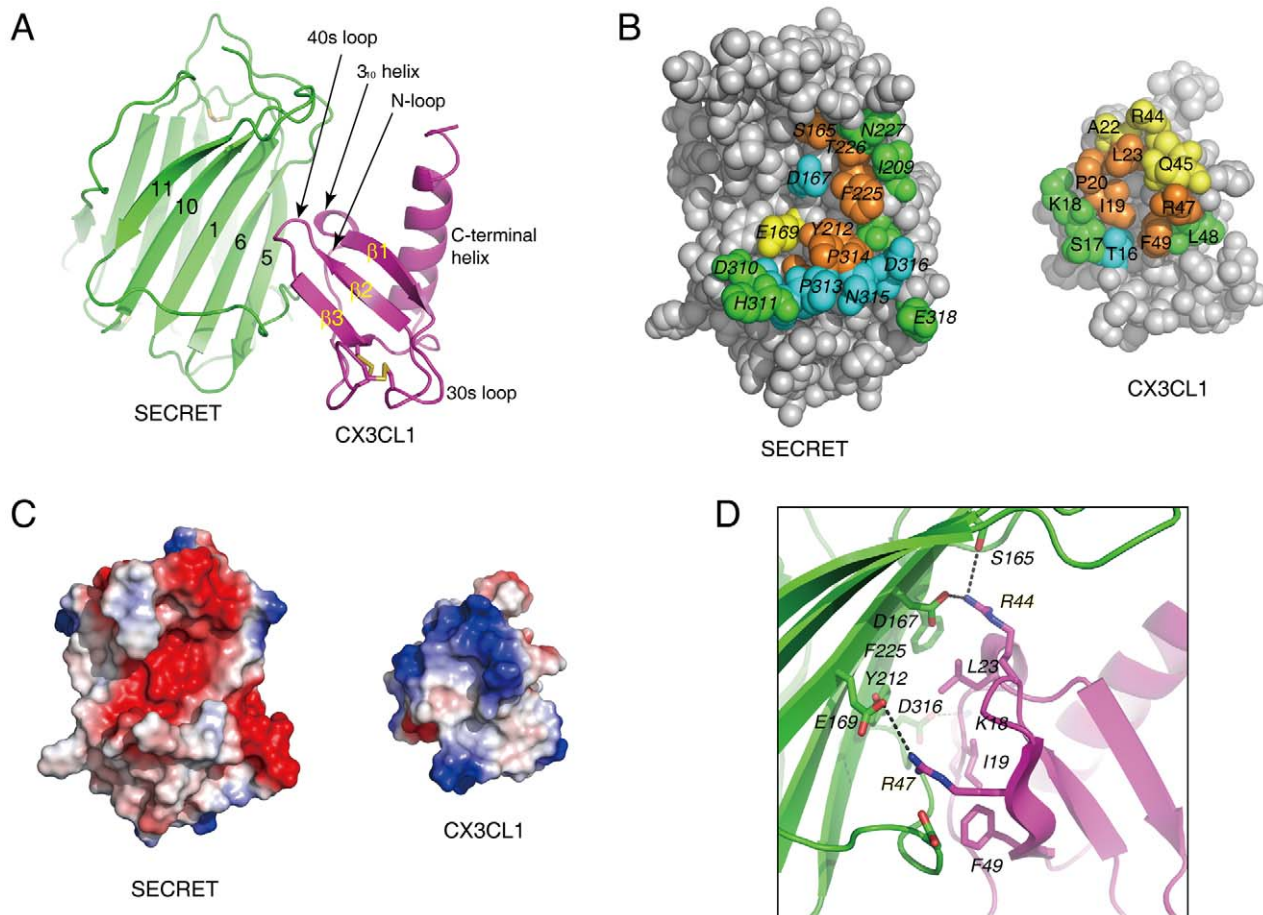 A
40s loop
3₁₀ helix
N-loop
11
10
1
6
5
β1
β2
β3
C-terminal
helix
30s loop
SECRET
CX3CL1
B
S165
N227
T226
I209
D167
F225
E169
Y212
P314
D310
D316
P313
H311
N315
E318
SECRET
A22
R44
L23
Q45
P20
K18
I19
R47
S17
T16
F49
L48
CX3CL1
C
SECRET
CX3CL1
D
S165
R44
D167
F225
L23
Y212
D316
K18
E169
I19
R47
F49